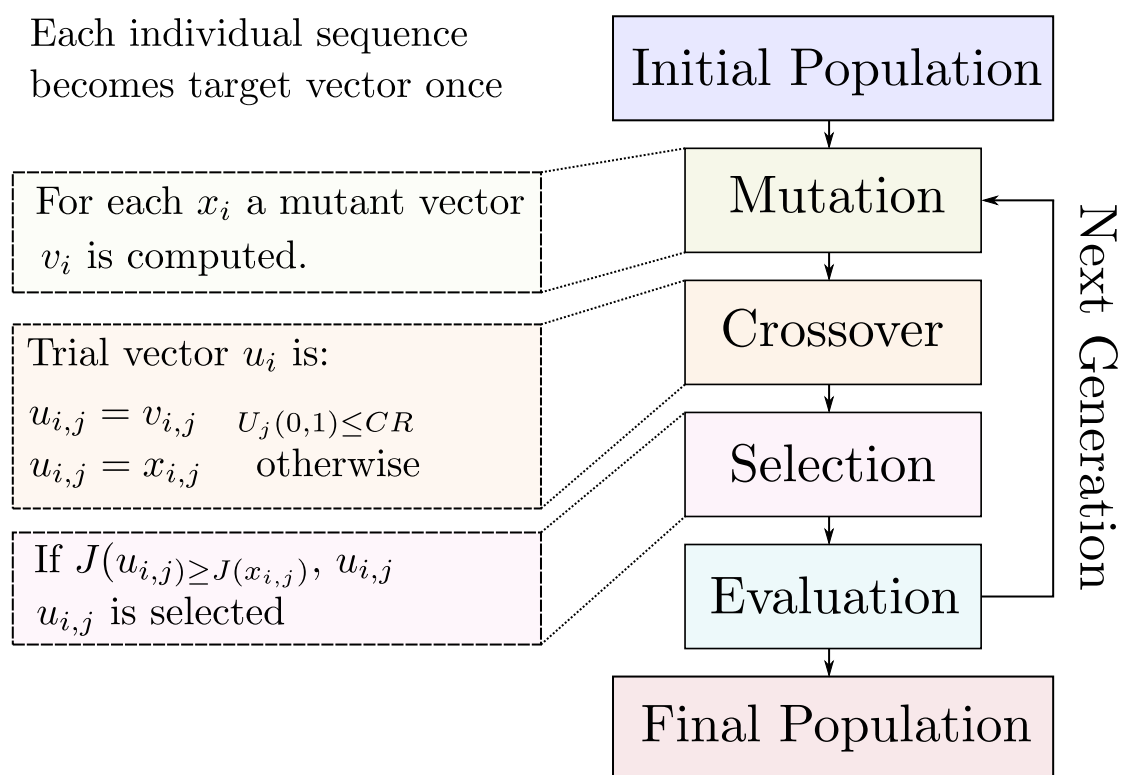 Each individual sequence
becomes target vector once
For each x_i a mutant vector
v_i is computed.
Trial vector u_i is:
u_{i,j} = v_{i,j} U_j(0,1)≤CR
u_{i,j} = x_{i,j} otherwise
If J(u_{i,j)≥J(x_{i,j}), u_{i,j}
u_{i,j} is selected
Initial Population
Mutation
Crossover
Selection
Evaluation
Final Population
Next Generation